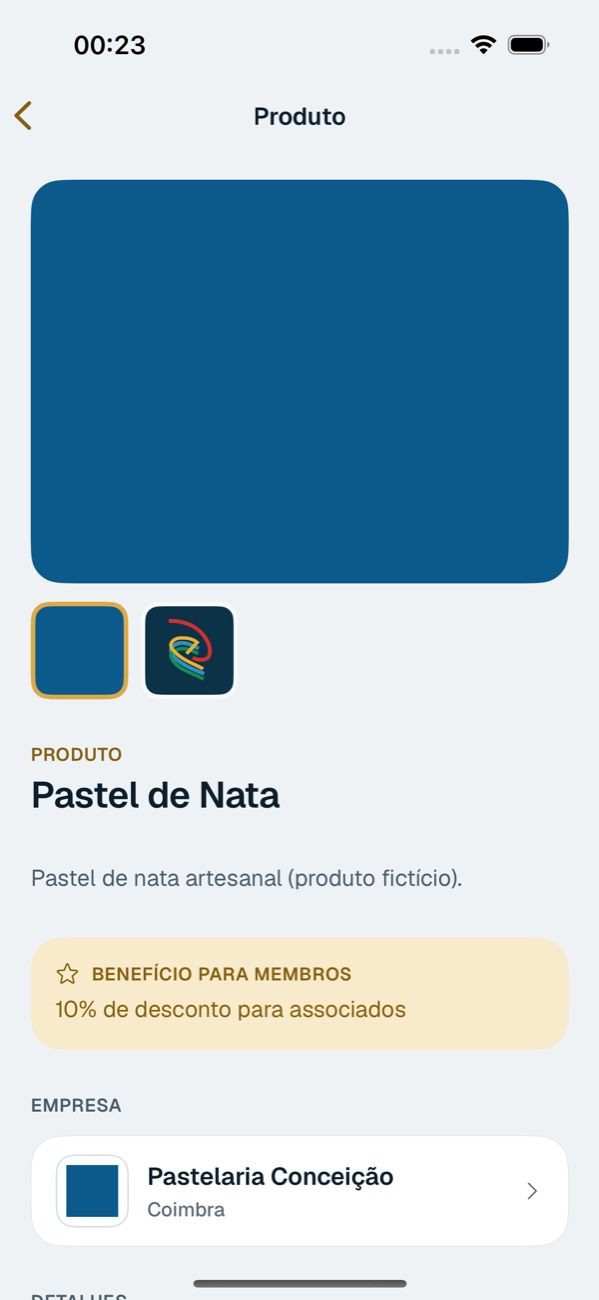 00:23
Produto
PRODUTO
Pastel de Nata
Pastel de nata artesanal (produto fictício).
BENEFÍCIO PARA MEMBROS
10% de desconto para associados
EMPRESA
Pastelaria Conceição
Coimbra
DETALHES